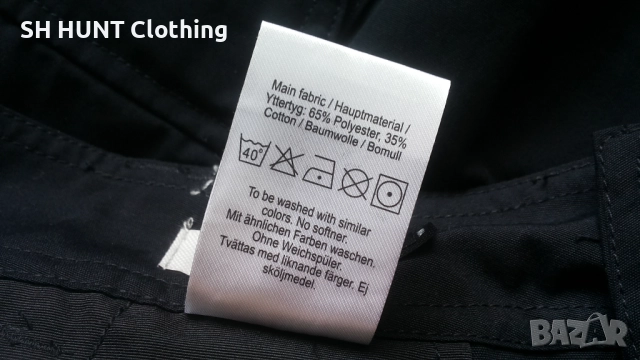 SH HUNT Clothing
Main fabric / Hauptmaterial /
Yttertyg: 65% Polyester, 35%
Cotton / Baumwolle / Bomull
40°
To be washed with similar
colors. No softner.
Mit ähnlichen Farben waschen.
Ohne Weichspüler.
Tvättas med liknande färger. Ej
sköljmedel.
BAZAR